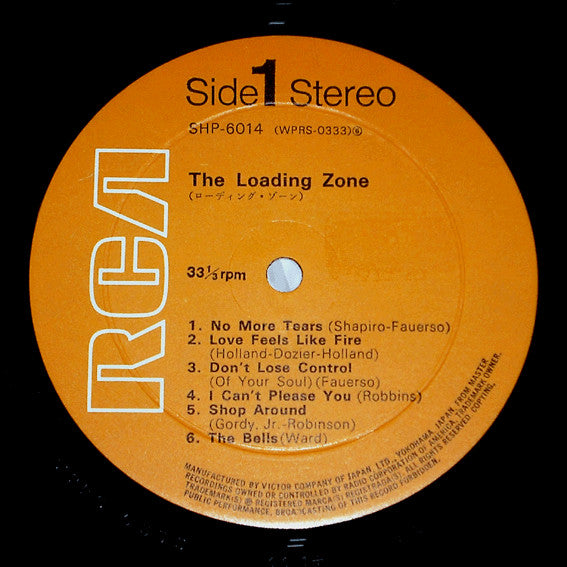 Side 1 Stereo
SHP-6014 (WPRS-0333)⑥
RCA
The Loading Zone
(ローディング・ゾーン)
33⅓ rpm
1. No More Tears (Shapiro-Fauerso)
2. Love Feels Like Fire
(Holland-Dozier-Holland)
3. Don't Lose Control
(Of Your Soul) (Fauerso)
4. I Can't Please You (Robbins)
5. Shop Around
(Gordy, Jr.-Robinson)
6. The Bells (Ward)
MANUFACTURED BY VICTOR COMPANY OF JAPAN, LTD., YOKOHAMA, JAPAN, FROM MASTER
RECORDINGS OWNED OR CONTROLLED BY RADIO CORPORATION OF AMERICA, TRADEMARK OWNER.
TRADEMARK(S) ® REGISTERED MARCA(S) REGISTRADA(S). ALL RIGHTS RESERVED. COPYING,
PUBLIC PERFORMANCE, BROADCASTING OF THIS RECORD FORBIDDEN.